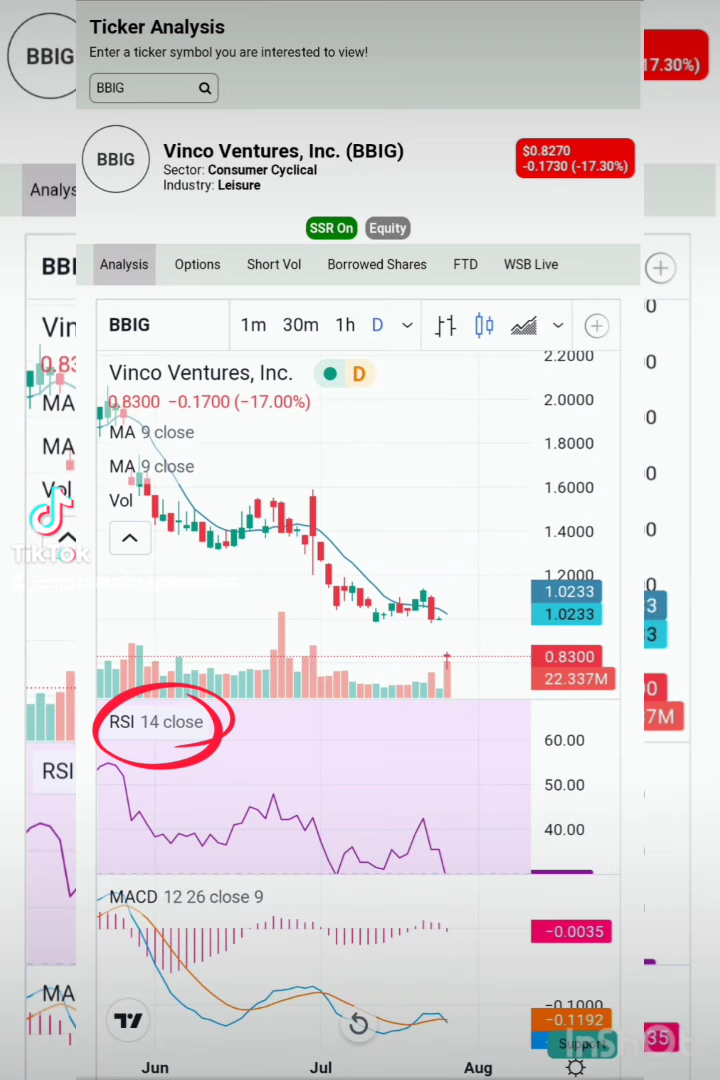 Ticker Analysis
Enter a ticker symbol you are interested to view!
BBIG
BBIG
BBIG
17.30%)
Vinco Ventures, Inc. (BBIG)
Sector: Consumer Cyclical
Industry: Leisure
$0.8270
-0.1730 (-17.30%)
SSR On
Equity
Analys
Analysis
Options
Short Vol
Borrowed Shares
FTD
WSB Live
BBI
BBIG
1m 30m 1h D
Vin
Vinco Ventures, Inc.
D
0.83
0.8300 −0.1700 (−17.00%)
MA
MA 9 close
MA
MA 9 close
Vol
Vol
2.2000
2.0000
1.8000
1.6000
1.4000
1.2000
1.0233
1.0233
0.8300
22.337M
TikTok
RSI
RSI 14 close
60.00
50.00
40.00
MACD 12 26 close 9
−0.0035
MA
−0.1000
−0.1192
Support
InShOt
35
Jun
Jul
Aug